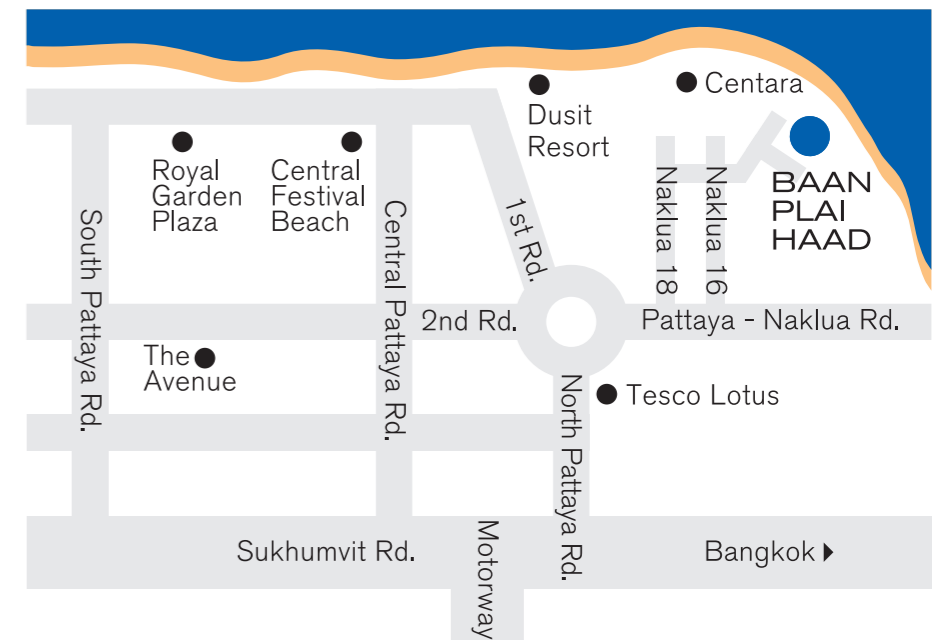 Centara
Dusit
Resort
Royal
Garden
Plaza
Central
Festival
Beach
BAAN
PLAI
HAAD
Naklua 18
Naklua 16
1st Rd.
South Pattaya Rd.
Central Pattaya Rd.
2nd Rd.
Pattaya - Naklua Rd.
The
Avenue
Tesco Lotus
North Pattaya Rd.
Sukhumvit Rd.
Motorway
Bangkok